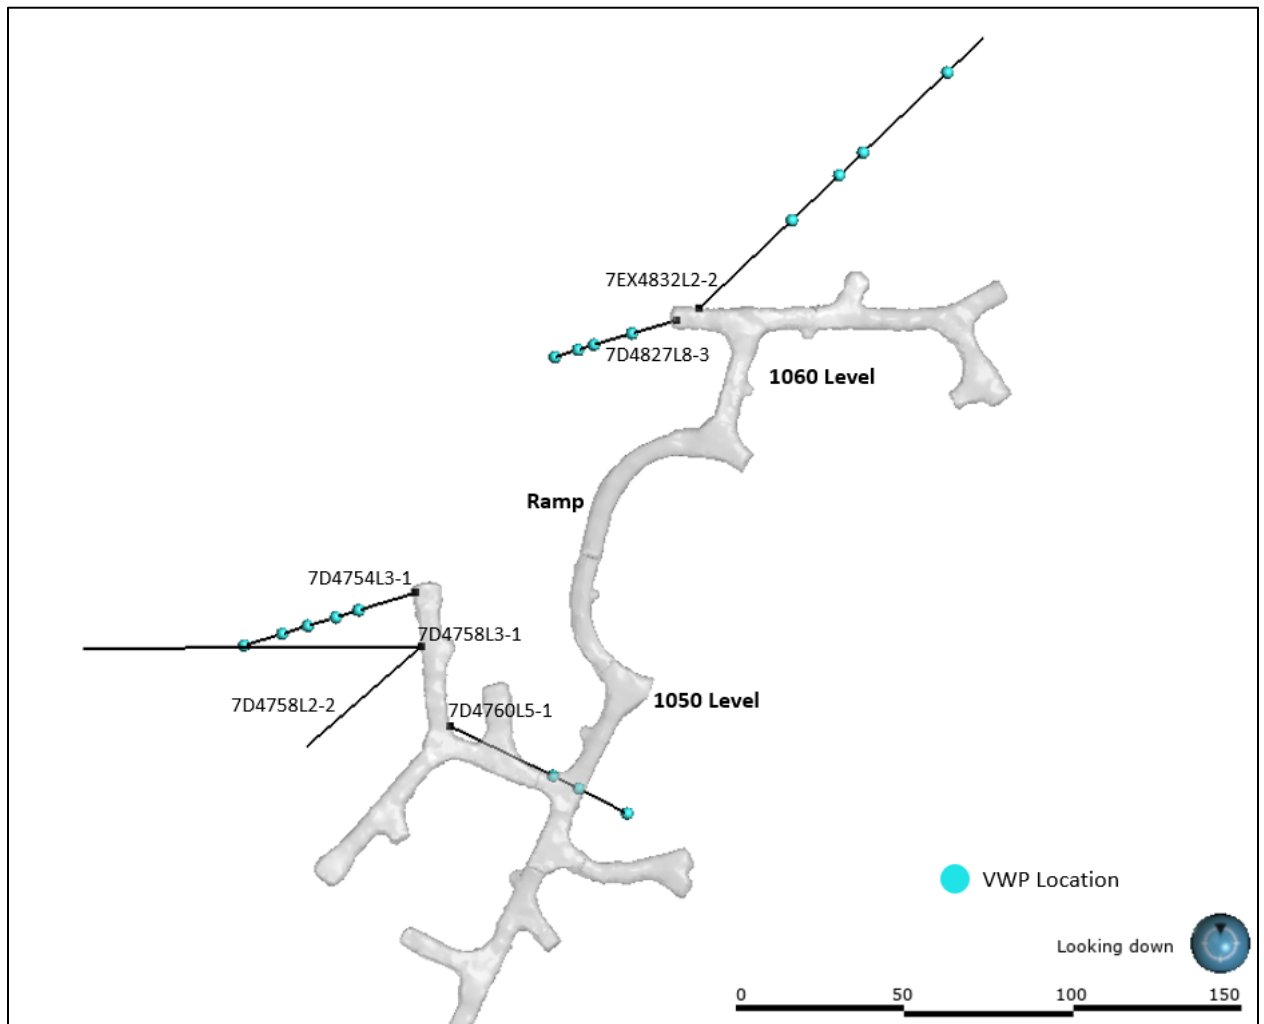 7EX4832L2-2
7D4827L8-3
1060 Level
Ramp
7D4754L3-1
7D4758L3-1
7D4758L2-2
7D4760L5-1
1050 Level
VWP Location
Looking down
0 50 100 150